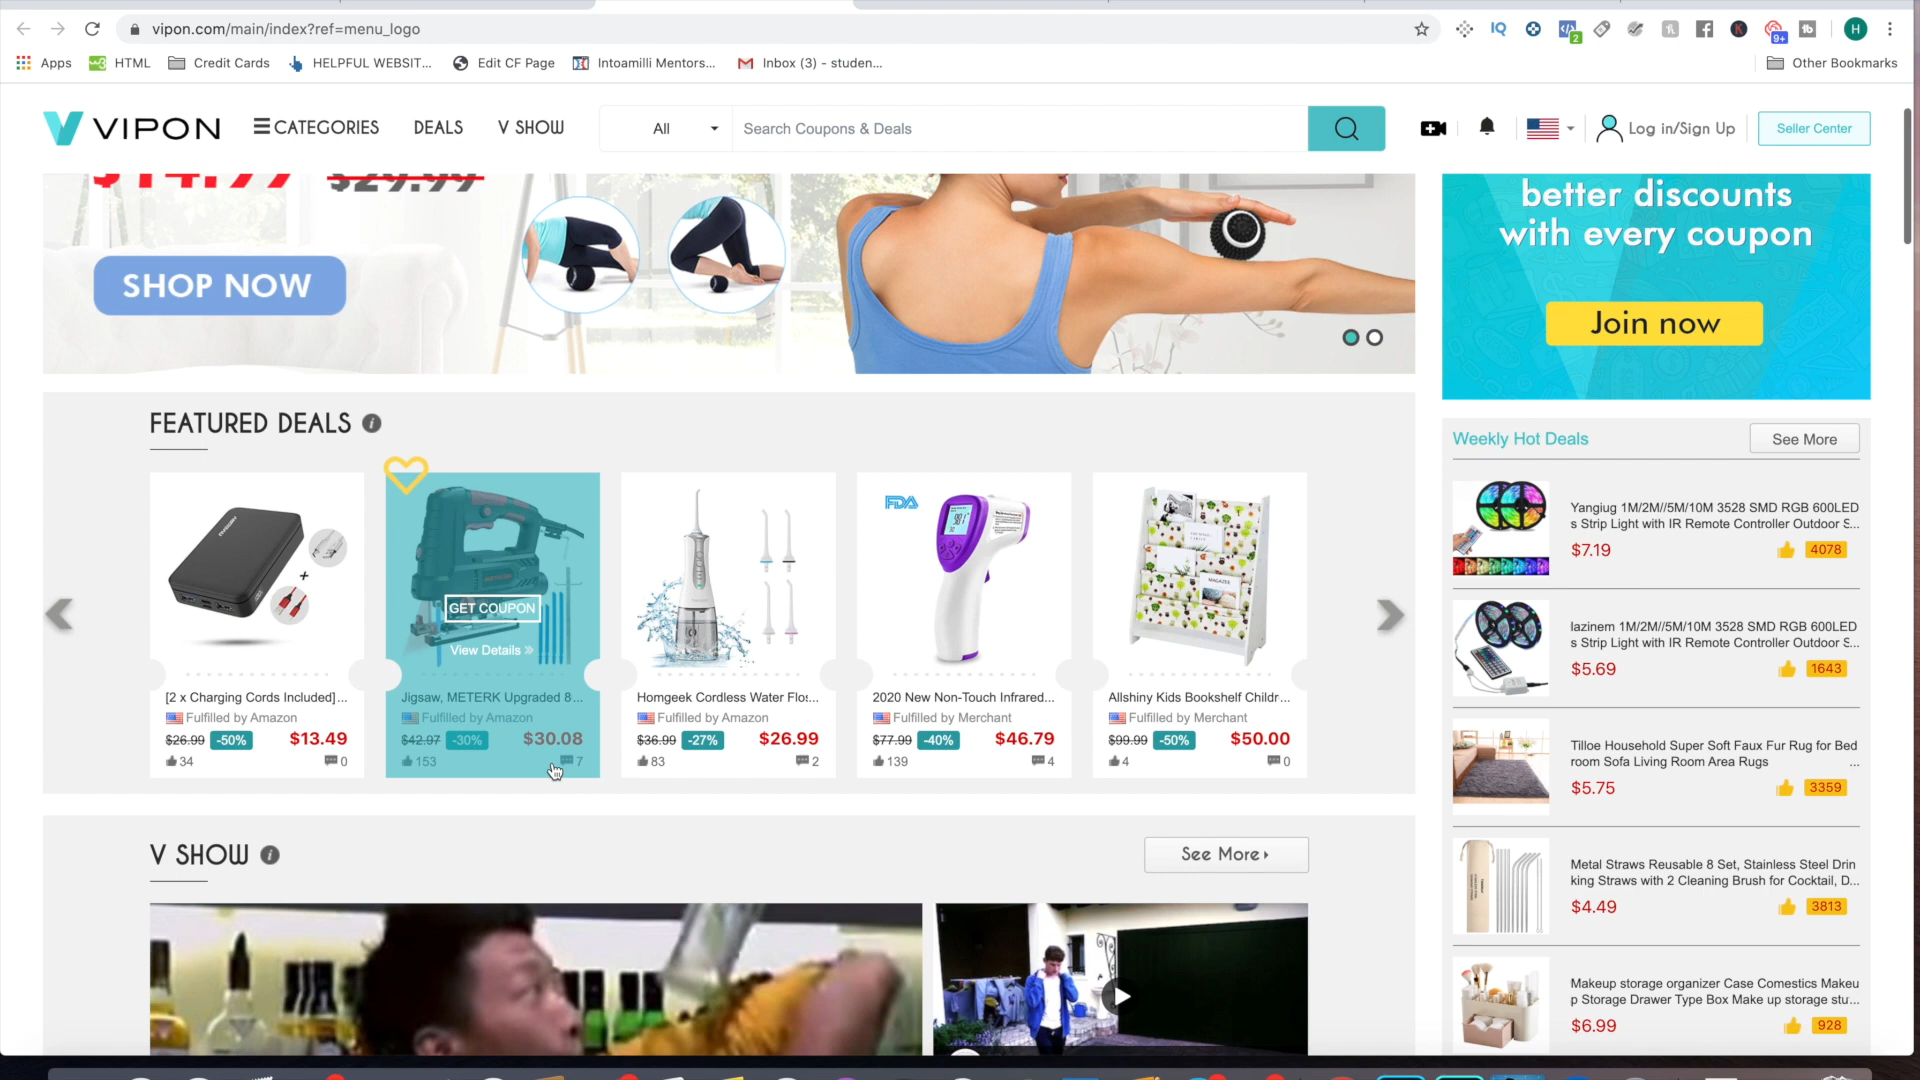 vipon.com/main/index?ref=menu_logo
IQ
2
9+
H
Apps
HTML
Credit Cards
HELPFUL WEBSIT...
Edit CF Page
Intoamilli Mentors...
Inbox (3) - studen...
Other Bookmarks
VIPON
CATEGORIES
DEALS
V SHOW
All
Search Coupons & Deals
Log in/Sign Up
Seller Center
$14.99 $29.99
SHOP NOW
better discounts
with every coupon
Join now
FEATURED DEALS
GET COUPON
View Details »
FDA
MAGAZEE
[2 x Charging Cords Included]...
Fulfilled by Amazon
$26.99 -50% $13.49
34 0
Jigsaw, METERK Upgraded 8...
Fulfilled by Amazon
$42.97 -30% $30.08
153 7
Homgeek Cordless Water Flos...
Fulfilled by Amazon
$36.99 -27% $26.99
83 2
2020 New Non-Touch Infrared...
Fulfilled by Merchant
$77.99 -40% $46.79
139 4
Allshiny Kids Bookshelf Childr...
Fulfilled by Merchant
$99.99 -50% $50.00
4 0
V SHOW
See More
Weekly Hot Deals
See More
Yangiug 1M/2M//5M/10M 3528 SMD RGB 600LED
s Strip Light with IR Remote Controller Outdoor S...
$7.19 4078
lazinem 1M/2M//5M/10M 3528 SMD RGB 600LED
s Strip Light with IR Remote Controller Outdoor S...
$5.69 1643
Tilloe Household Super Soft Faux Fur Rug for Bed
room Sofa Living Room Area Rugs ...
$5.75 3359
Metal Straws Reusable 8 Set, Stainless Steel Drin
king Straws with 2 Cleaning Brush for Cocktail, D...
$4.49 3813
Makeup storage organizer Case Comestics Makeu
p Storage Drawer Type Box Make up storage stu...
$6.99 928